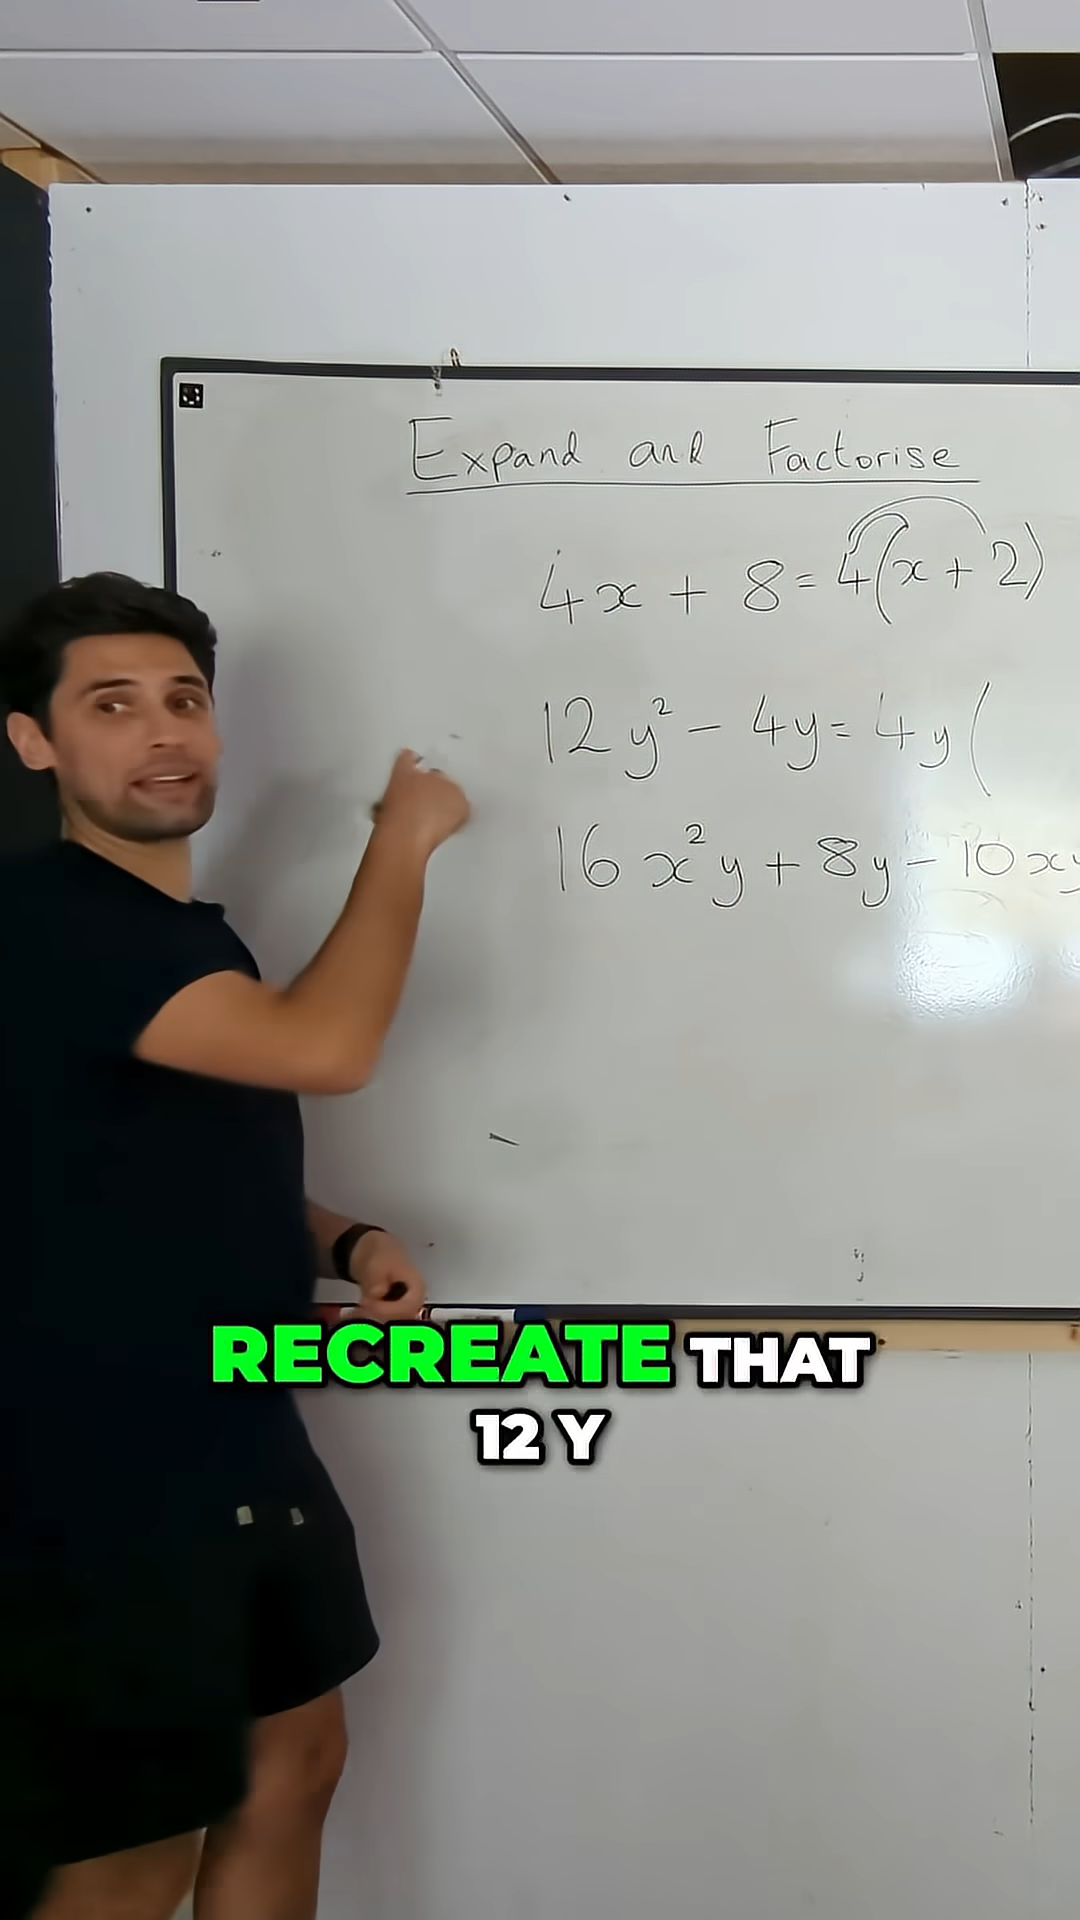 Expand and Factorise
4x + 8 = 4(x + 2)
12y² - 4y = 4y(
16x²y + 8y - 10xy
RECREATE THAT
12 Y